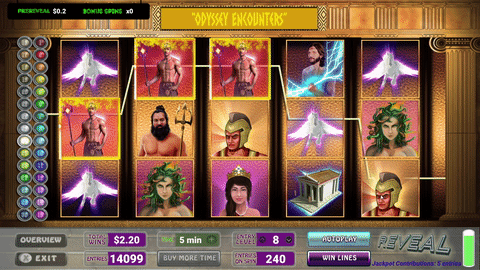 PREREVEAL $0.2 BONUS SPINS x0
"ODYSSEY ENCOUNTERS"
OVERVIEW
EXIT
TOTAL WINS $2.20
ENTRIES 14099
5 min
BUY MORE TIME
ENTRY LEVEL 8
ENTRIES ON SPIN 240
AUTOPLAY
WIN LINES
REVEAL
Jackpot Contributions: 5 entries